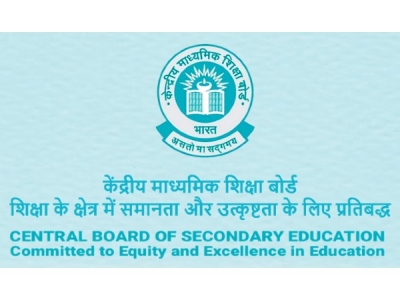 केन्द्रीय माध्यमिक शिक्षा बोर्ड
भारत
असतो मा सद्गमय
केंद्रीय माध्यमिक शिक्षा बोर्ड
शिक्षा के क्षेत्र में समानता और उत्कृष्टता के लिए प्रतिबद्ध
CENTRAL BOARD OF SECONDARY EDUCATION
Committed to Equity and Excellence in Education